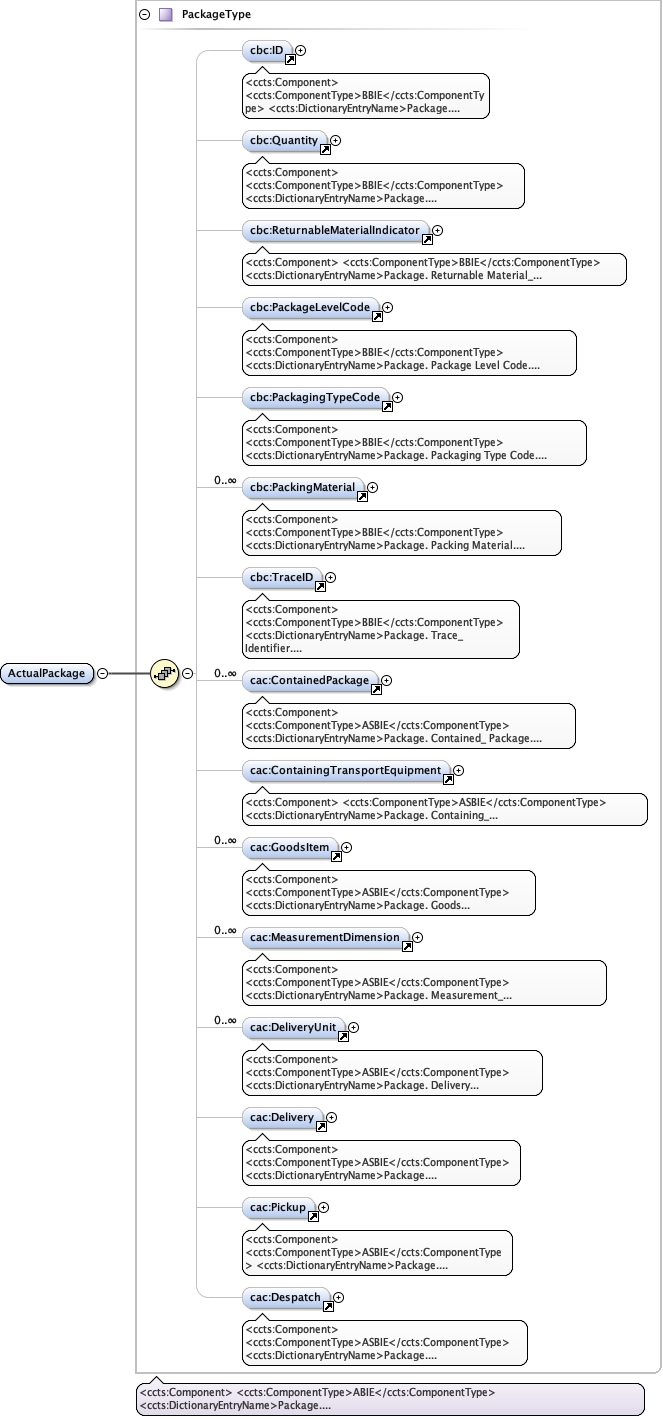 PackageType
cbc:ID
<ccts:Component>
<ccts:ComponentType>BBIE</ccts:ComponentTy
pe> <ccts:DictionaryEntryName>Package....
cbc:Quantity
<ccts:Component>
<ccts:ComponentType>BBIE</ccts:ComponentType>
<ccts:DictionaryEntryName>Package....
cbc:ReturnableMaterialIndicator
<ccts:Component> <ccts:ComponentType>BBIE</ccts:ComponentType>
<ccts:DictionaryEntryName>Package. Returnable Material_...
cbc:PackageLevelCode
<ccts:Component>
<ccts:ComponentType>BBIE</ccts:ComponentType>
<ccts:DictionaryEntryName>Package. Package Level Code....
cbc:PackagingTypeCode
<ccts:Component>
<ccts:ComponentType>BBIE</ccts:ComponentType>
<ccts:DictionaryEntryName>Package. Packaging Type Code....
0..∞
cbc:PackingMaterial
<ccts:Component>
<ccts:ComponentType>BBIE</ccts:ComponentType>
<ccts:DictionaryEntryName>Package. Packing Material....
cbc:TraceID
<ccts:Component>
<ccts:ComponentType>BBIE</ccts:ComponentType>
<ccts:DictionaryEntryName>Package. Trace_
Identifier....
ActualPackage
0..∞
cac:ContainedPackage
<ccts:Component>
<ccts:ComponentType>ASBIE</ccts:ComponentType>
<ccts:DictionaryEntryName>Package. Contained_ Package....
cac:ContainingTransportEquipment
<ccts:Component> <ccts:ComponentType>ASBIE</ccts:ComponentType>
<ccts:DictionaryEntryName>Package. Containing_...
0..∞
cac:GoodsItem
<ccts:Component>
<ccts:ComponentType>ASBIE</ccts:ComponentType>
<ccts:DictionaryEntryName>Package. Goods...
0..∞
cac:MeasurementDimension
<ccts:Component>
<ccts:ComponentType>ASBIE</ccts:ComponentType>
<ccts:DictionaryEntryName>Package. Measurement_...
0..∞
cac:DeliveryUnit
<ccts:Component>
<ccts:ComponentType>ASBIE</ccts:ComponentType>
<ccts:DictionaryEntryName>Package. Delivery...
cac:Delivery
<ccts:Component>
<ccts:ComponentType>ASBIE</ccts:ComponentType>
<ccts:DictionaryEntryName>Package....
cac:Pickup
<ccts:Component>
<ccts:ComponentType>ASBIE</ccts:ComponentType
> <ccts:DictionaryEntryName>Package....
cac:Despatch
<ccts:Component>
<ccts:ComponentType>ASBIE</ccts:ComponentType>
<ccts:DictionaryEntryName>Package....
<ccts:Component> <ccts:ComponentType>ABIE</ccts:ComponentType>
<ccts:DictionaryEntryName>Package....